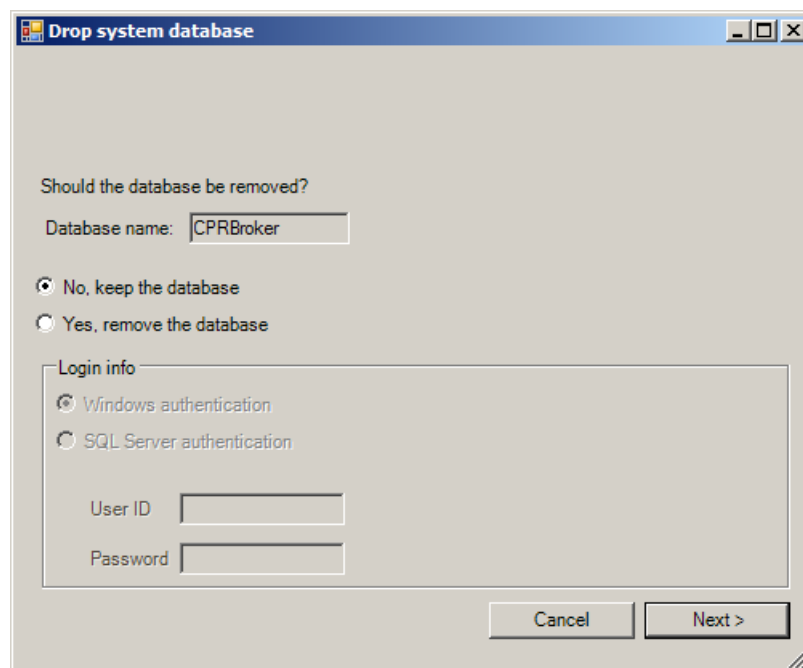 Drop system database
Should the database be removed?
Database name: CPRBroker
No, keep the database
Yes, remove the database
Login info
Windows authentication
SQL Server authentication
User ID
Password
Cancel Next >